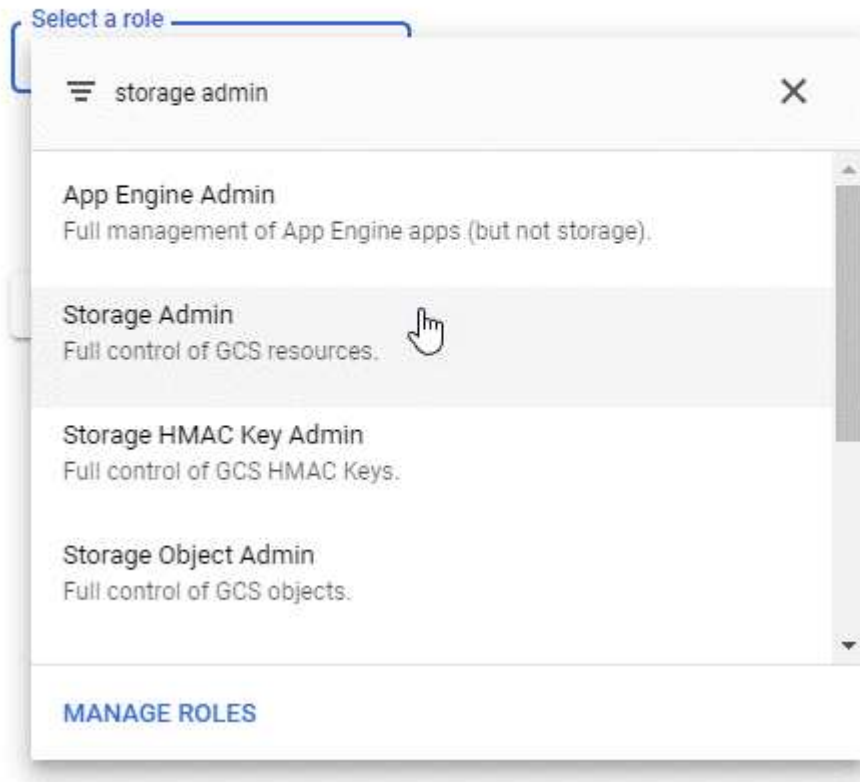 Select a role
storage admin
App Engine Admin
Full management of App Engine apps (but not storage).
Storage Admin
Full control of GCS resources.
Storage HMAC Key Admin
Full control of GCS HMAC Keys.
Storage Object Admin
Full control of GCS objects.
MANAGE ROLES